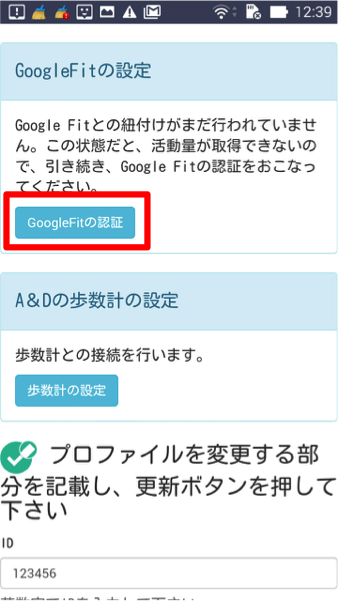 12:39
GoogleFitの設定
Google Fitとの紐付けがまだ行われていませ
ん。この状態だと、活動量が取得できないの
で、引き続き、Google Fitの認証をおこなっ
てください。
GoogleFitの認証
A&Dの歩数計の設定
歩数計との接続を行います。
歩数計の設定
プロファイルを変更する部
分を記載し、更新ボタンを押して
下さい
ID
123456